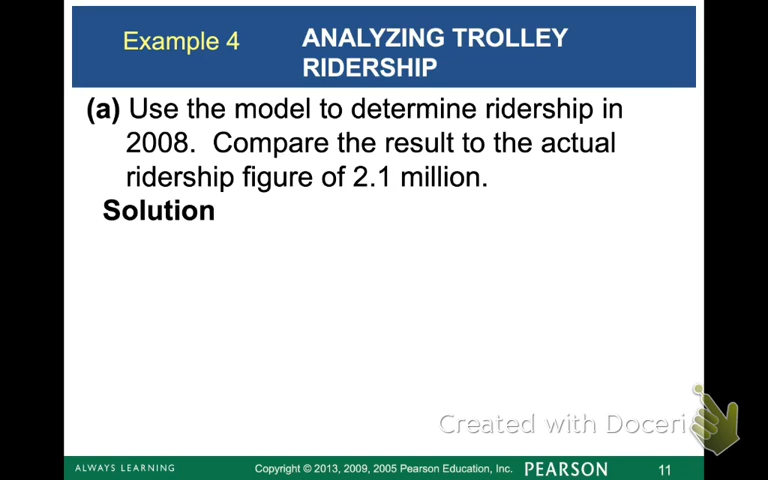 Example 4
ANALYZING TROLLEY
RIDERSHIP
(a) Use the model to determine ridership in
2008. Compare the result to the actual
ridership figure of 2.1 million.
Solution
Created with Doceri
ALWAYS LEARNING
Copyright © 2013, 2009, 2005 Pearson Education, Inc.
PEARSON
11